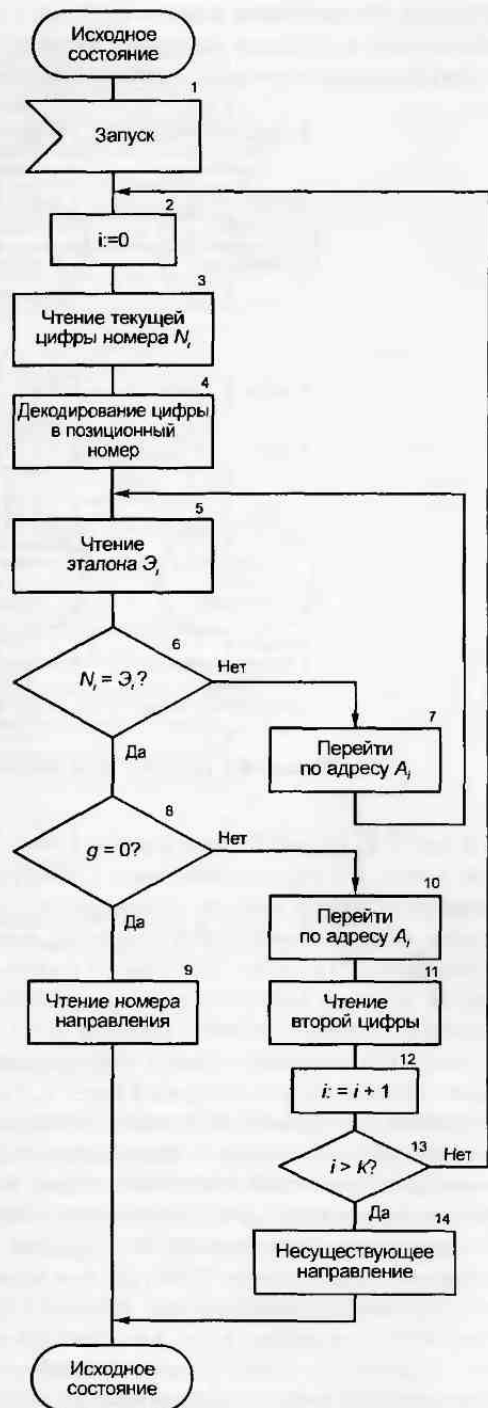 Исходное
состояние
1
Запуск
2
i:=0
3
Чтение текущей
цифры номера Nᵢ
4
Декодирование цифры
в позиционный
номер
5
Чтение
эталона Эᵢ
6
Nᵢ = Эᵢ?
Нет
7
Перейти
по адресу Aᵢ
Да
8
g = 0?
Нет
10
Перейти
по адресу Aᵢ
Да
9
Чтение номера
направления
11
Чтение
второй цифры
12
i: = i + 1
13
i > k?
Нет
Да
14
Несуществующее
направление
Исходное
состояние